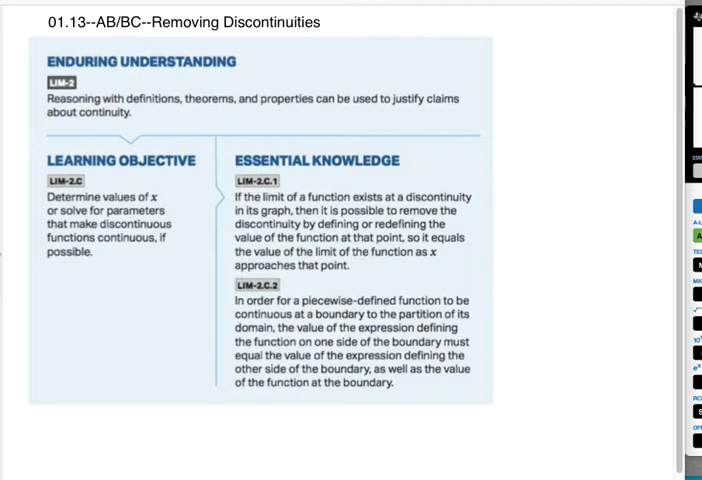 01.13--AB/BC--Removing Discontinuities
ENDURING UNDERSTANDING
LIM-2
Reasoning with definitions, theorems, and properties can be used to justify claims
about continuity.
LEARNING OBJECTIVE
LIM-2.C
Determine values of x
or solve for parameters
that make discontinuous
functions continuous, if
possible.
ESSENTIAL KNOWLEDGE
LIM-2.C.1
If the limit of a function exists at a discontinuity
in its graph, then it is possible to remove the
discontinuity by defining or redefining the
value of the function at that point, so it equals
the value of the limit of the function as x
approaches that point.
LIM-2.C.2
In order for a piecewise-defined function to be
continuous at a boundary to the partition of its
domain, the value of the expression defining
the function on one side of the boundary must
equal the value of the expression defining the
other side of the boundary, as well as the value
of the function at the boundary.